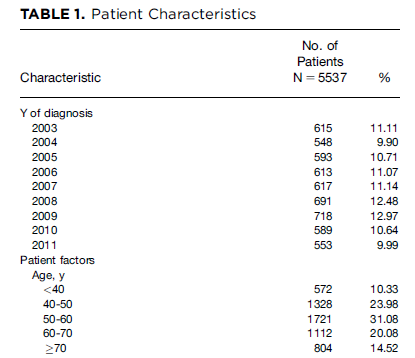 TABLE 1. Patient Characteristics
No. of
Patients
Characteristic N = 5537 %
Y of diagnosis
2003 615 11.11
2004 548 9.90
2005 593 10.71
2006 613 11.07
2007 617 11.14
2008 691 12.48
2009 718 12.97
2010 589 10.64
2011 553 9.99
Patient factors
Age, y
<40 572 10.33
40-50 1328 23.98
50-60 1721 31.08
60-70 1112 20.08
≥70 804 14.52